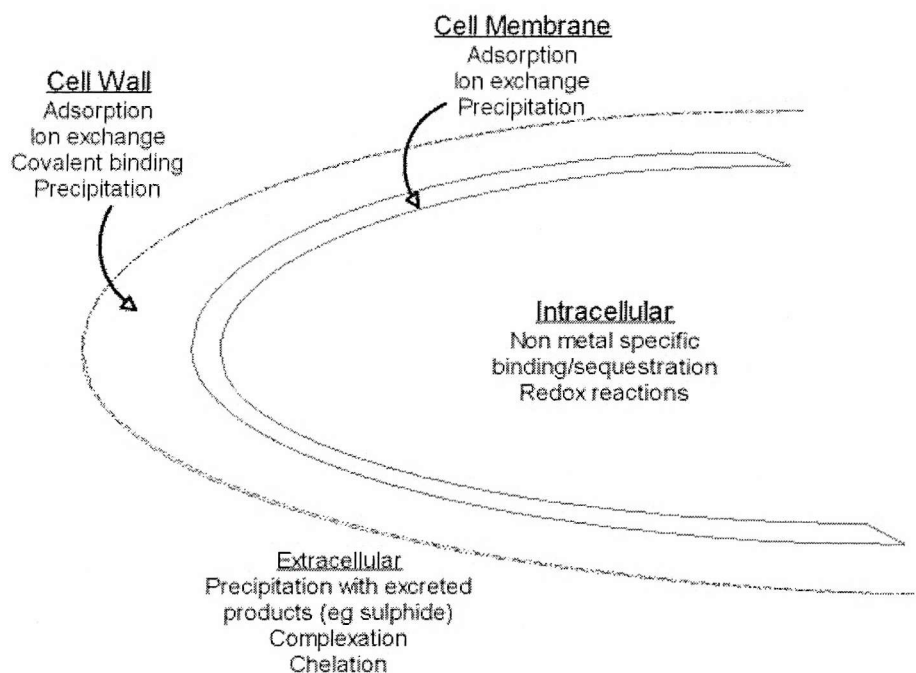 Cell Membrane
Adsorption
Ion exchange
Precipitation
Cell Wall
Adsorption
Ion exchange
Covalent binding
Precipitation
Intracellular
Non metal specific
binding/sequestration
Redox reactions
Extracellular
Precipitation with excreted
products (eg sulphide)
Complexation
Chelation